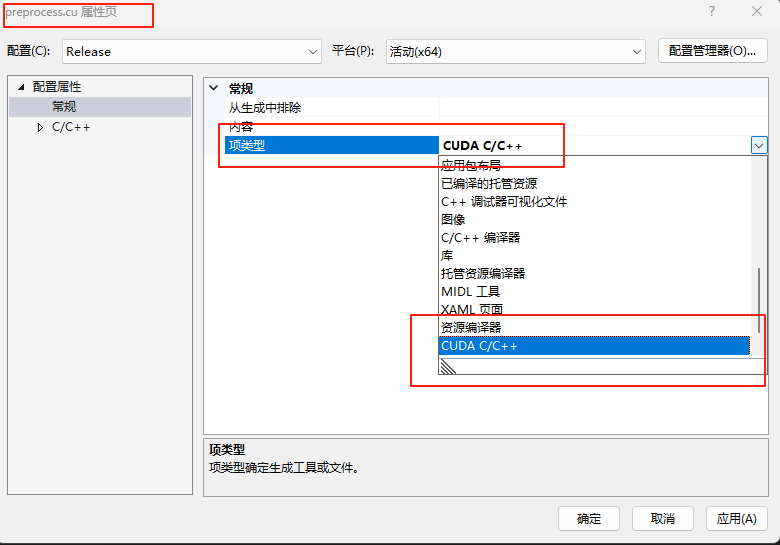 preprocess.cu 属性页
配置(C): Release 平台(P): 活动(x64) 配置管理器(O)...
配置属性
常规
C/C++
常规
从生成中排除
内容
项类型 CUDA C/C++
应用包布局
已编译的托管资源
C++ 调试器可视化文件
图像
C/C++ 编译器
库
托管资源编译器
MIDL 工具
XAML 页面
资源编译器
CUDA C/C++
项类型
项类型确定生成工具或文件。
确定 取消 应用(A)